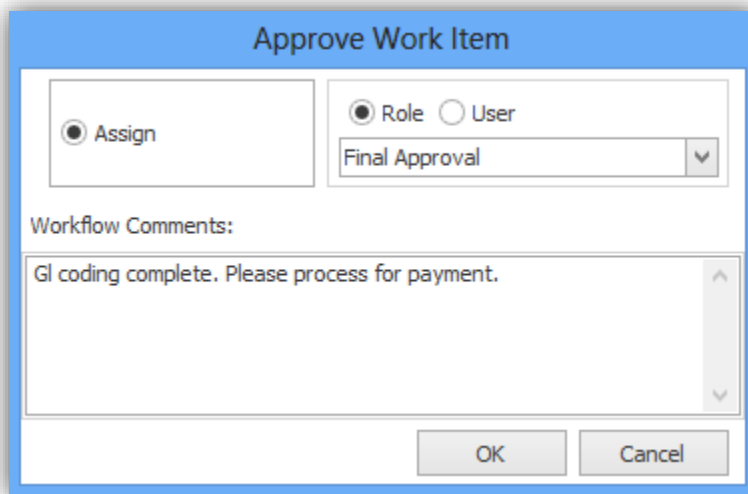 Approve Work Item
Assign
Role User
Final Approval
Workflow Comments:
Gl coding complete. Please process for payment.
OK Cancel